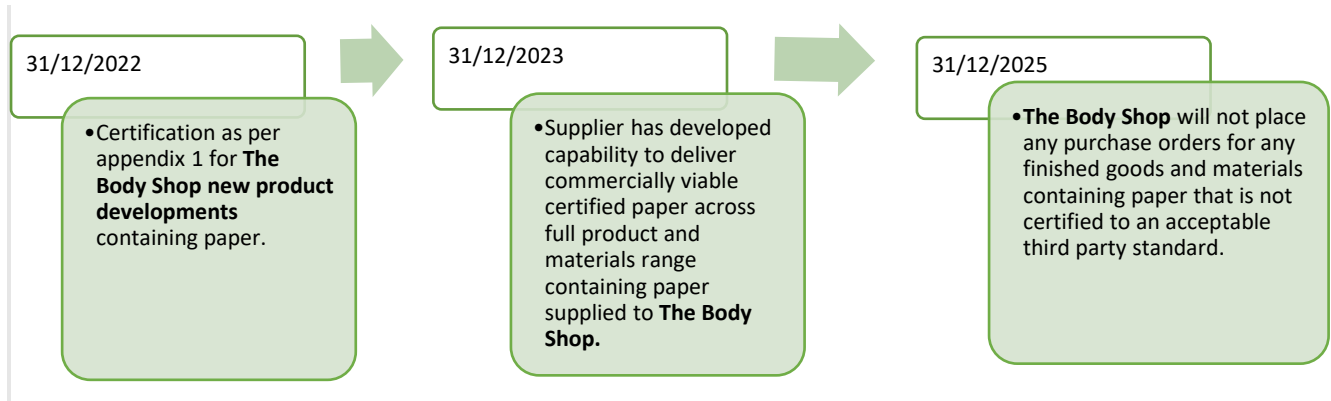 31/12/2022
•Certification as per
appendix 1 for The
Body Shop new product
developments
containing paper.
31/12/2023
•Supplier has developed
capability to deliver
commercially viable
certified paper across
full product and
materials range
containing paper
supplied to The Body
Shop.
31/12/2025
•The Body Shop will not place
any purchase orders for any
finished goods and materials
containing paper that is not
certified to an acceptable
third party standard.